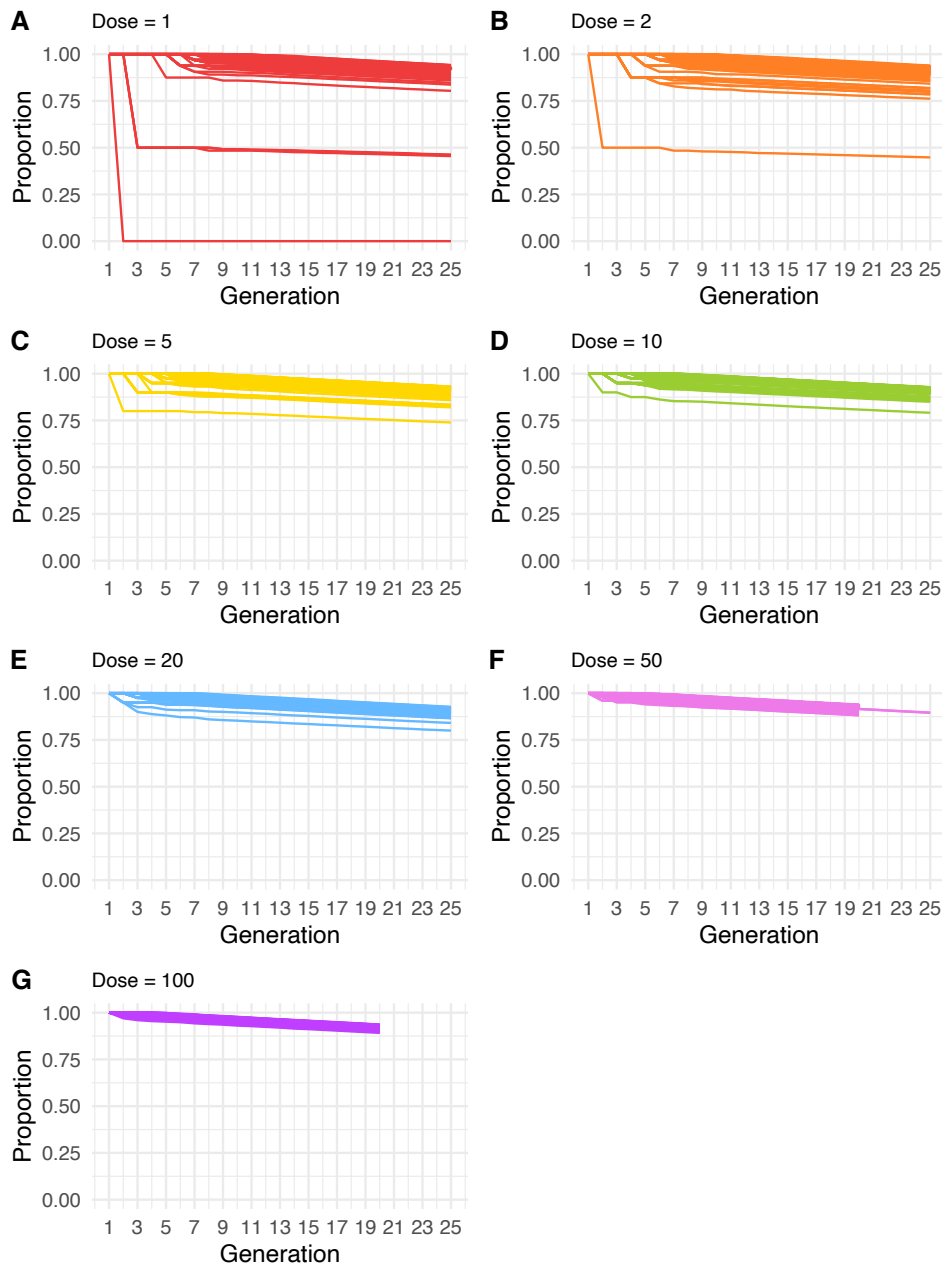 A Dose = 1
Proportion
1.00
0.75
0.50
0.25
0.00
1 3 5 7 9 11 13 15 17 19 21 23 25
Generation
B Dose = 2
Proportion
1.00
0.75
0.50
0.25
0.00
1 3 5 7 9 11 13 15 17 19 21 23 25
Generation
C Dose = 5
Proportion
1.00
0.75
0.50
0.25
0.00
1 3 5 7 9 11 13 15 17 19 21 23 25
Generation
D Dose = 10
Proportion
1.00
0.75
0.50
0.25
0.00
1 3 5 7 9 11 13 15 17 19 21 23 25
Generation
E Dose = 20
Proportion
1.00
0.75
0.50
0.25
0.00
1 3 5 7 9 11 13 15 17 19 21 23 25
Generation
F Dose = 50
Proportion
1.00
0.75
0.50
0.25
0.00
1 3 5 7 9 11 13 15 17 19 21 23 25
Generation
G Dose = 100
Proportion
1.00
0.75
0.50
0.25
0.00
1 3 5 7 9 11 13 15 17 19 21 23 25
Generation